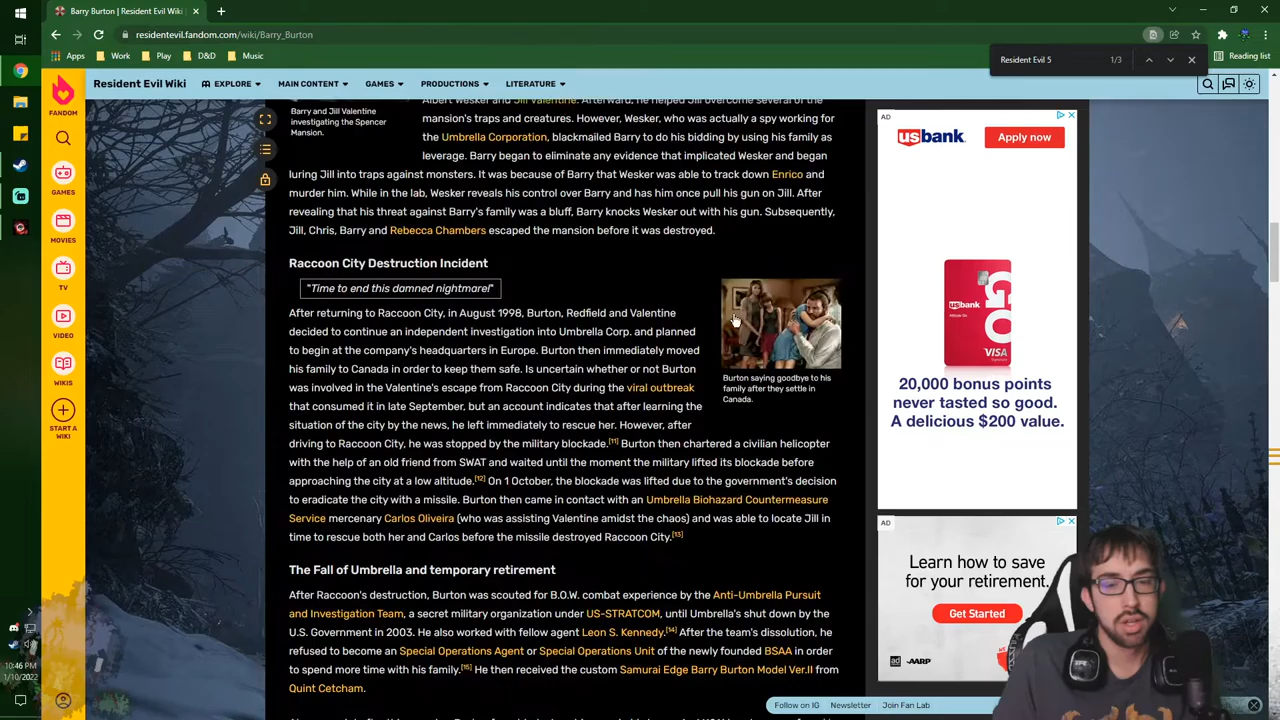 Barry Burton | Resident Evil Wiki
residentevil.fandom.com/wiki/Barry_Burton
Apps
Work
Play
D&D
Music
Reading list
Resident Evil 5
1/3
Resident Evil Wiki
EXPLORE
MAIN CONTENT
GAMES
PRODUCTIONS
LITERATURE
FANDOM
GAMES
MOVIES
TV
VIDEO
WIKIS
START A
WIKI
10:46 PM
1/10/2022
Barry and Jill Valentine
investigating the Spencer
Mansion.
Albert Wesker and Jill Valentine. Afterward, he helped Jill overcome several of the
mansion's traps and creatures. However, Wesker, who was actually a spy working for
the Umbrella Corporation, blackmailed Barry to do his bidding by using his family as
leverage. Barry began to eliminate any evidence that implicated Wesker and began
luring Jill into traps against monsters. It was because of Barry that Wesker was able to track down Enrico and
murder him. While in the lab, Wesker reveals his control over Barry and has him once pull his gun on Jill. After
revealing that his threat against Barry's family was a bluff, Barry knocks Wesker out with his gun. Subsequently,
Jill, Chris, Barry and Rebecca Chambers escaped the mansion before it was destroyed.
Raccoon City Destruction Incident
"Time to end this damned nightmare!"
After returning to Raccoon City, in August 1998, Burton, Redfield and Valentine
decided to continue an independent investigation into Umbrella Corp. and planned
to begin at the company's headquarters in Europe. Burton then immediately moved
his family to Canada in order to keep them safe. Is uncertain whether or not Burton
was involved in the Valentine's escape from Raccoon City during the viral outbreak
that consumed it in late September, but an account indicates that after learning the
situation of the city by the news, he left immediately to rescue her. However, after
driving to Raccoon City, he was stopped by the military blockade.[11] Burton then chartered a civilian helicopter
with the help of an old friend from SWAT and waited until the moment the military lifted its blockade before
approaching the city at a low altitude.[12] On 1 October, the blockade was lifted due to the government's decision
to eradicate the city with a missile. Burton then came in contact with an Umbrella Biohazard Countermeasure
Service mercenary Carlos Oliveira (who was assisting Valentine amidst the chaos) and was able to locate Jill in
time to rescue both her and Carlos before the missile destroyed Raccoon City.[13]
Burton saying goodbye to his
family after they settle in
Canada.
The Fall of Umbrella and temporary retirement
After Raccoon's destruction, Burton was scouted for B.O.W. combat experience by the Anti-Umbrella Pursuit
and Investigation Team, a secret military organization under US-STRATCOM, until Umbrella's shut down by the
U.S. Government in 2003. He also worked with fellow agent Leon S. Kennedy.[14] After the team's dissolution, he
refused to become an Special Operations Agent or Special Operations Unit of the newly founded BSAA in order
to spend more time with his family.[15] He then received the custom Samurai Edge Barry Burton Model Ver.II from
Quint Cetcham.
AD
usbank
Apply now
usbank
GO
VISA
20,000 bonus points
never tasted so good.
A delicious $200 value.
AD
Learn how to save
for your retirement.
Get Started
ad
AARP
Follow on IG
Newsletter
Join Fan Lab